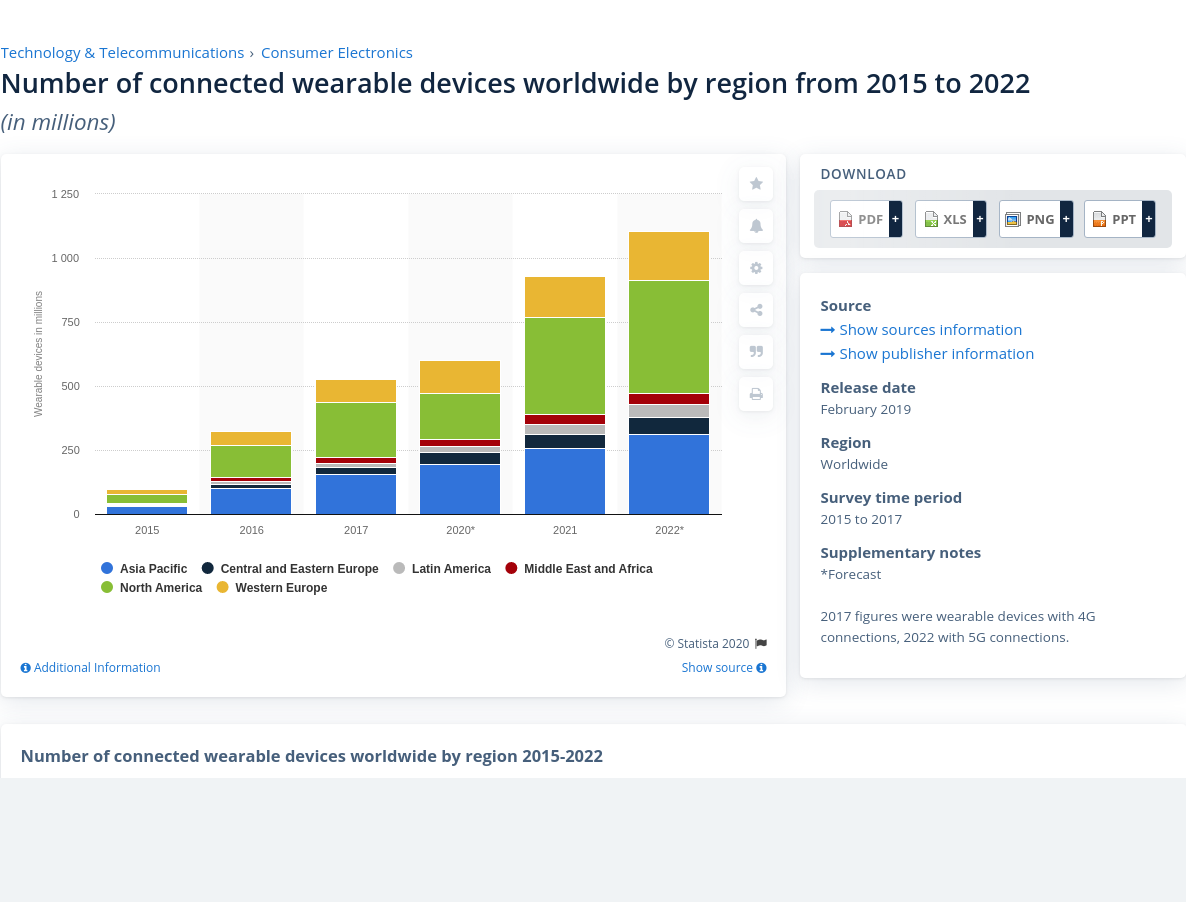 Technology & Telecommunications › Consumer Electronics
Number of connected wearable devices worldwide by region from 2015 to 2022
(in millions)
Wearable devices in millions
1 250
1 000
750
500
250
0
2015 2016 2017 2020* 2021 2022*
Asia Pacific Central and Eastern Europe Latin America Middle East and Africa
North America Western Europe
© Statista 2020
Additional Information Show source
DOWNLOAD
PDF + XLS + PNG + PPT +
Source
Show sources information
Show publisher information
Release date
February 2019
Region
Worldwide
Survey time period
2015 to 2017
Supplementary notes
*Forecast
2017 figures were wearable devices with 4G
connections, 2022 with 5G connections.
Number of connected wearable devices worldwide by region 2015-2022